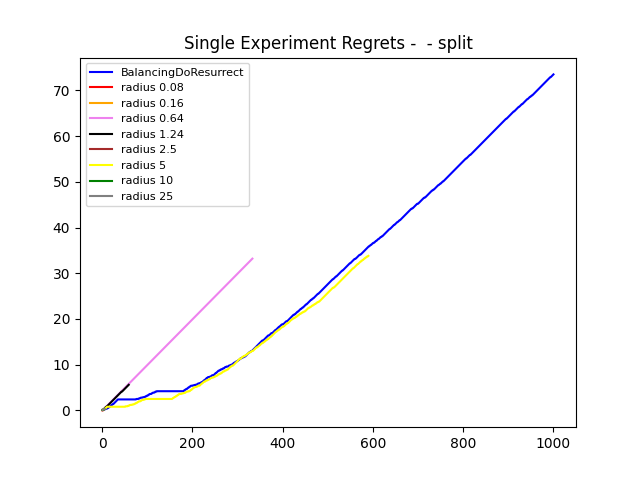 Single Experiment Regrets -  - split
BalancingDoResurrect
radius 0.08
radius 0.16
radius 0.64
radius 1.24
radius 2.5
radius 5
radius 10
radius 25
70
60
50
40
30
20
10
0
0 200 400 600 800 1000